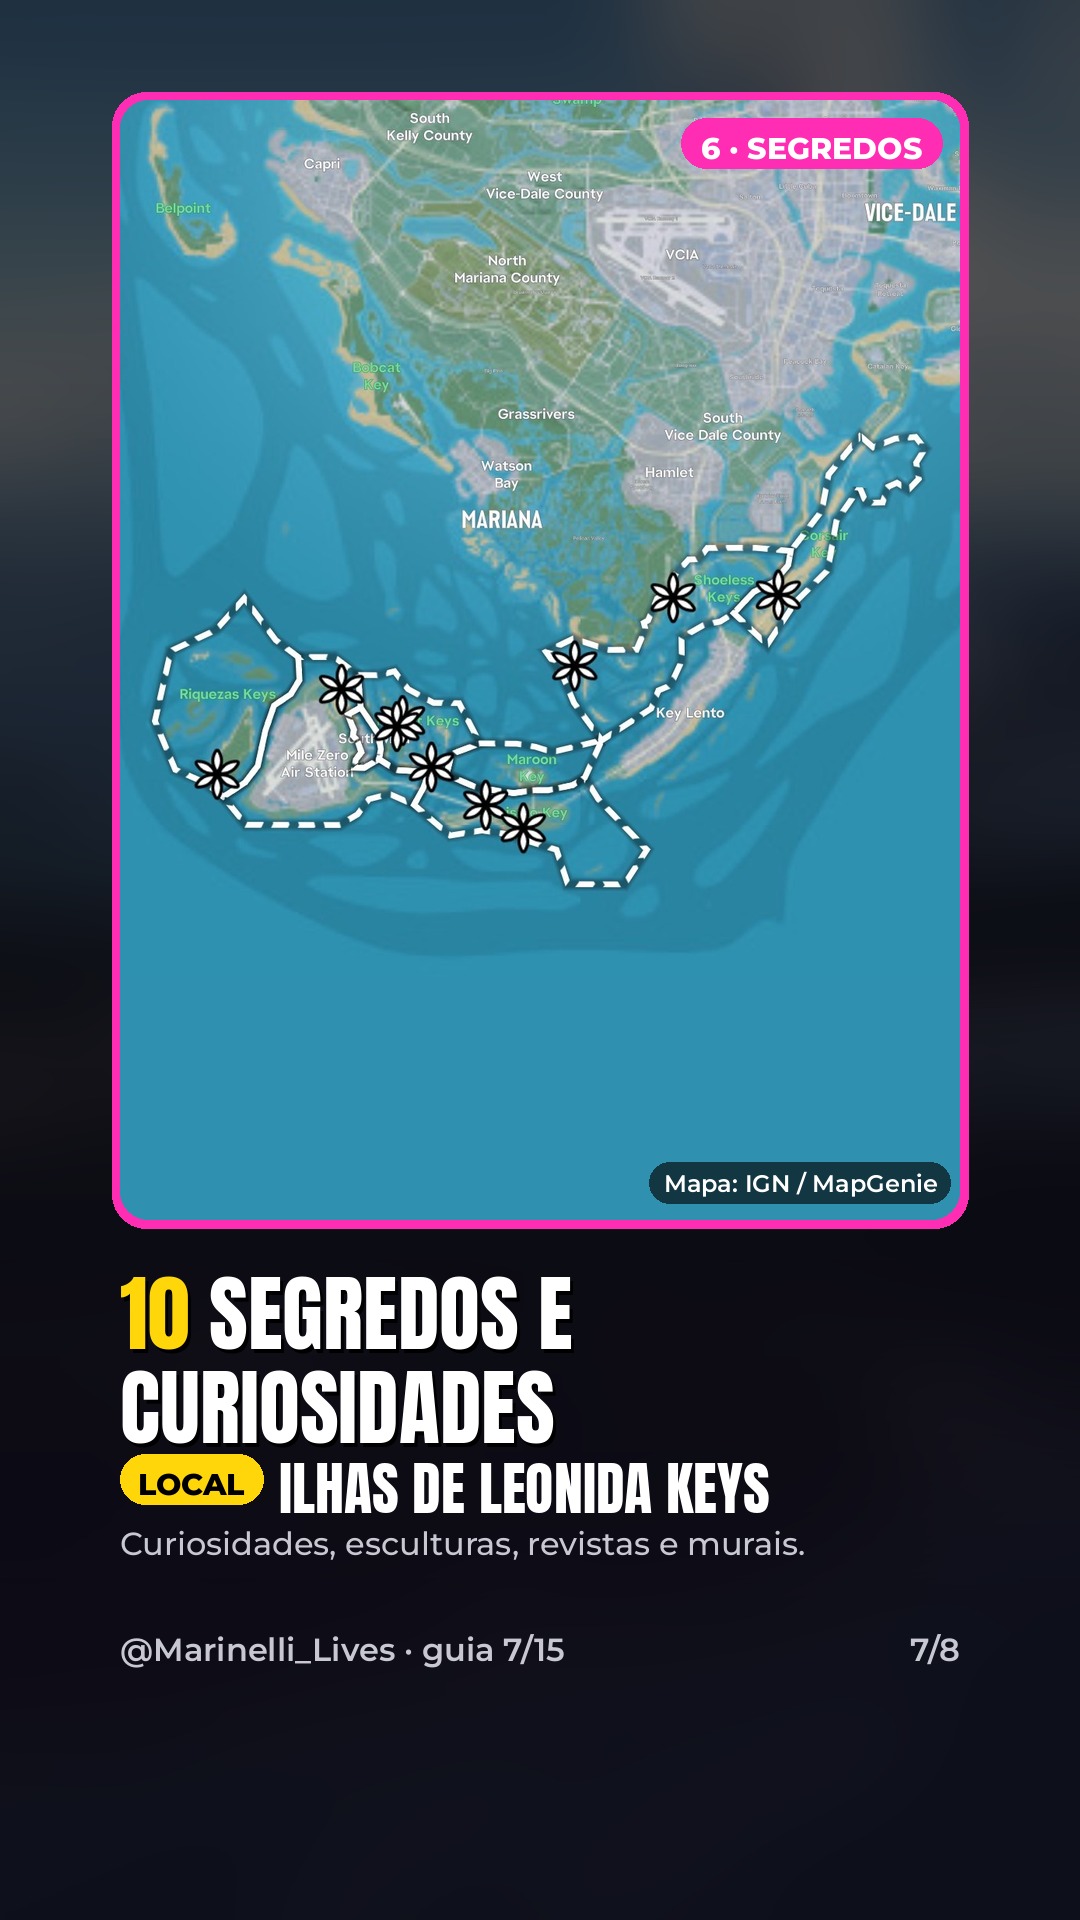 6 · SEGREDOS
South
Kelly County
Capri
West
Vice-Dale County
Belpoint
VICE-DALE
VCIA
North
Mariana County
Bobcat
Key
Grassrivers
South
Vice Dale County
Watson
Bay
Hamlet
MARIANA
Shoeless
Keys
Riquezas Keys
Keys
Key Lento
Mile Zero
Air Station
Maroon
Key
Key
Mapa: IGN / MapGenie
10 SEGREDOS E
CURIOSIDADES
LOCAL ILHAS DE LEONIDA KEYS
Curiosidades, esculturas, revistas e murais.
@Marinelli_Lives · guia 7/15
7/8